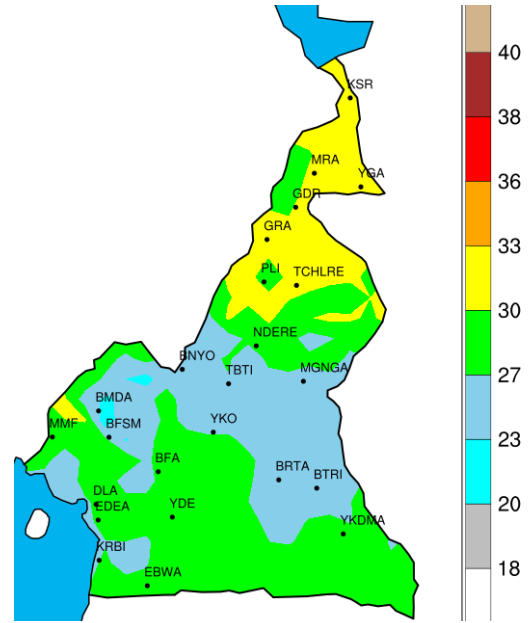 KSR
MRA
YGA
GDR
GRA
PLI
TCHLRE
NDERE
BNYO
TBTI
MGNGA
BMDA
MMF
BFSM
YKO
BFA
BRTA
BTRI
DLA
EDEA
YDE
YKDMA
KRBI
EBWA
40
38
36
33
30
27
23
20
18